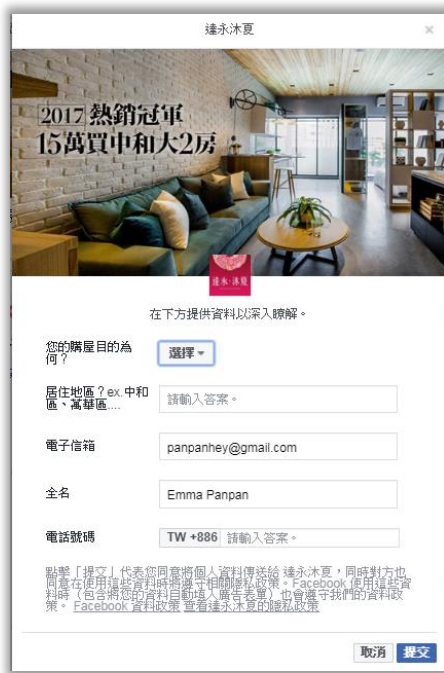 達永沐夏
×
2017 熱銷冠軍
15萬買中和大2房
達永·沐夏
在下方提供資料以深入瞭解。
您的購屋目的為
何?
選擇
居住地區?ex.中和
區、萬華區....
請輸入答案。
電子信箱
panpanhey@gmail.com
全名
Emma Panpan
電話號碼
TW +886 請輸入答案。
點擊「提交」代表您同意將個人資料傳送給 達永沐夏,同時對方也
同意在使用這些資料時將遵守相關隱私政策。Facebook 使用這些資
料時(包含將您的資料自動填入廣告表單)也會遵守我們的資料政
策。 Facebook 資料政策 查看達永沐夏的隱私政策
取消 提交